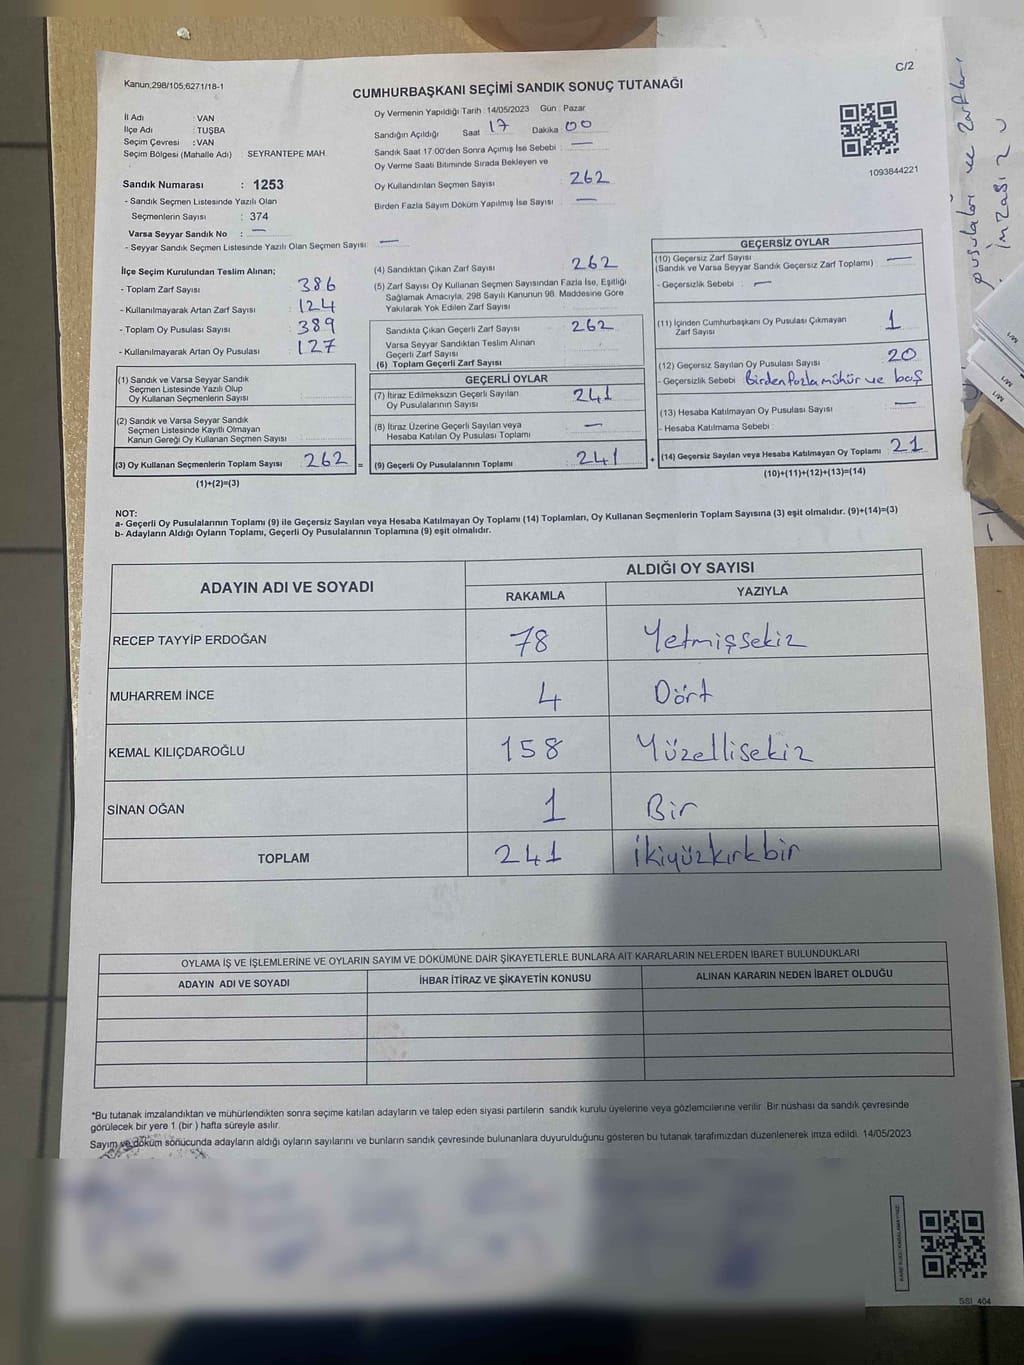 C/2
Kanun;298/105;6271/18-1
CUMHURBAŞKANI SEÇİMİ SANDIK SONUÇ TUTANAĞI
1093844221
İl Adı : VAN
İlçe Adı : TUŞBA
Seçim Çevresi : VAN
Seçim Bölgesi (Mahalle Adı) SEYRANTEPE MAH.
Sandık Numarası : 1253
- Sandık Seçmen Listesinde Yazılı Olan
Seçmenlerin Sayısı : 374
Varsa Seyyar Sandık No : —
- Seyyar Sandık Seçmen Listesinde Yazılı Olan Seçmen Sayısı: —
Oy Vermenin Yapıldığı Tarih : 14/05/2023 Gün : Pazar
Sandığın Açıldığı Saat 17 Dakika 00
Sandık Saat 17:00'den Sonra Açımış İse Sebebi : —
Oy Verme Saati Bitiminde Sırada Bekleyen ve
Oy Kullandırılan Seçmen Sayısı 262
Birden Fazla Sayım Döküm Yapılmış İse Sayısı : —
İlçe Seçim Kurulundan Teslim Alınan;
- Toplam Zarf Sayısı 386
- Kullanılmayarak Artan Zarf Sayısı 124
- Toplam Oy Pusulası Sayısı 389
- Kullanılmayarak Artan Oy Pusulası 127
(1) Sandık ve Varsa Seyyar Sandık
Seçmen Listesinde Yazılı Olup
Oy Kullanan Seçmenlerin Sayısı
(2) Sandık ve Varsa Seyyar Sandık
Seçmen Listesinde Kayıtlı Olmayan
Kanun Gereği Oy Kullanan Seçmen Sayısı
(3) Oy Kullanan Seçmenlerin Toplam Sayısı 262 =
(1)+(2)=(3)
(4) Sandıktan Çıkan Zarf Sayısı 262
(5) Zarf Sayısı Oy Kullanan Seçmen Sayısından Fazla İse, Eşitliği
Sağlamak Amacıyla, 298 Sayılı Kanunun 98. Maddesine Göre
Yakılarak Yok Edilen Zarf Sayısı
Sandıkta Çıkan Geçerli Zarf Sayısı 262
Varsa Seyyar Sandıktan Teslim Alınan
Geçerli Zarf Sayısı
(6) Toplam Geçerli Zarf Sayısı
GEÇERLİ OYLAR
(7) İtiraz Edilmeksizin Geçerli Sayılan
Oy Pusulalarının Sayısı 241
(8) İtiraz Üzerine Geçerli Sayılan veya
Hesaba Katılan Oy Pusulası Toplamı —
(9) Geçerli Oy Pusulalarının Toplamı 241 +
GEÇERSİZ OYLAR
(10) Geçersiz Zarf Sayısı
(Sandık ve Varsa Seyyar Sandık Geçersiz Zarf Toplamı) : —
- Geçersizlik Sebebi : —
(11) İçinden Cumhurbaşkanı Oy Pusulası Çıkmayan
Zarf Sayısı 1
(12) Geçersiz Sayılan Oy Pusulası Sayısı 20
- Geçersizlik Sebebi Birden fazla mühür ve boş
(13) Hesaba Katılmayan Oy Pusulası Sayısı —
- Hesaba Katılmama Sebebi :
(14) Geçersiz Sayılan veya Hesaba Katılmayan Oy Toplamı : 21
(10)+(11)+(12)+(13)=(14)
NOT:
a- Geçerli Oy Pusulalarının Toplamı (9) ile Geçersiz Sayılan veya Hesaba Katılmayan Oy Toplamı (14) Toplamları, Oy Kullanan Seçmenlerin Toplam Sayısına (3) eşit olmalıdır. (9)+(14)=(3)
b- Adayların Aldığı Oyların Toplamı, Geçerli Oy Pusulalarının Toplamına (9) eşit olmalıdır.
ADAYIN ADI VE SOYADI
ALDIĞI OY SAYISI
RAKAMLA YAZIYLA
RECEP TAYYİP ERDOĞAN 78 Yetmişsekiz
MUHARREM İNCE 4 Dört
KEMAL KILIÇDAROĞLU 158 Yüzellisekiz
SİNAN OĞAN 1 Bir
TOPLAM 241 İkiyüzkırkbir
OYLAMA İŞ VE İŞLEMLERİNE VE OYLARIN SAYIM VE DÖKÜMÜNE DAİR ŞİKAYETLERLE BUNLARA AİT KARARLARIN NELERDEN İBARET BULUNDUKLARI
ADAYIN ADI VE SOYADI İHBAR İTİRAZ VE ŞİKAYETİN KONUSU ALINAN KARARIN NEDEN İBARET OLDUĞU
*Bu tutanak imzalandıktan ve mühürlendikten sonra seçime katılan adayların ve talep eden siyasi partilerin sandık kurulu üyelerine veya gözlemcilerine verilir. Bir nüshası da sandık çevresinde
görülecek bir yere 1 (bir ) hafta süreyle asılır.
Sayım ve döküm sonucunda adayların aldığı oyların sayılarını ve bunların sandık çevresinde bulunanlara duyurulduğunu gösteren bu tutanak tarafımızdan düzenlenerek imza edildi. 14/05/2023
SSI_404
pusulaları ve zarfları
imzası 2
M/1
M/1